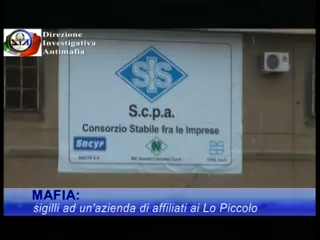 Direzione
Investigativa
Antimafia
SIS
S.c.p.a.
Consorzio Stabile fra le Imprese
Sacyr
N
MAFIA:
sigilli ad un'azienda di affiliati ai Lo Piccolo